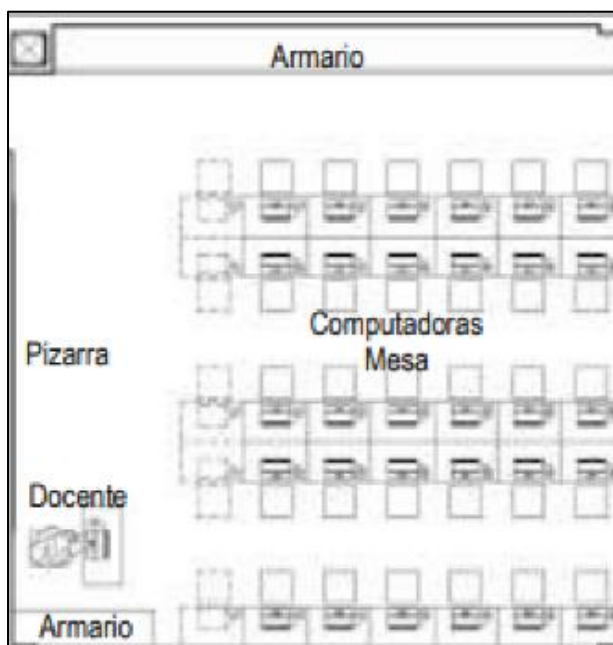 Armario
Computadoras
Mesa
Pizarra
Docente
Armario